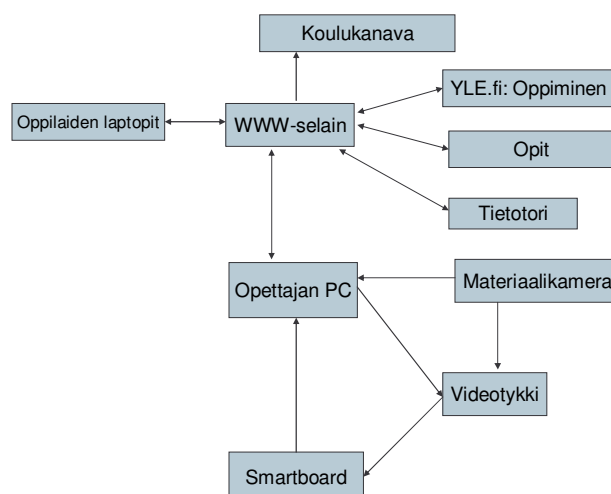 Koulukanava
YLE.fi: Oppiminen
Oppilaiden laptopit
WWW-selain
Opit
Tietotori
Opettajan PC
Materiaalikamera
Videotykki
Smartboard